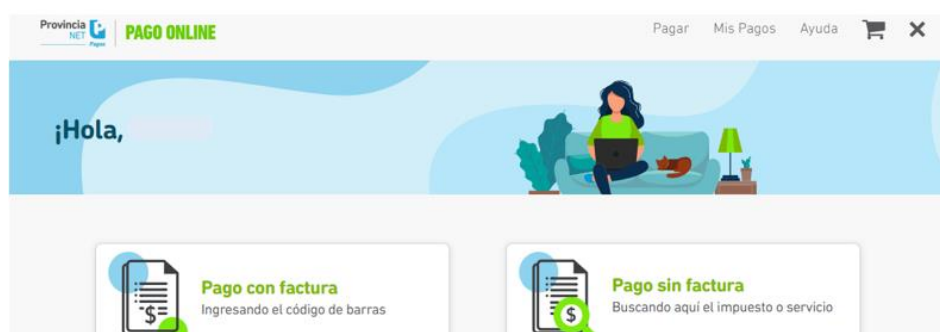 Provincia
NET
Pagos
PAGO ONLINE
Pagar Mis Pagos Ayuda
¡Hola,
Pago con factura
Ingresando el código de barras
Pago sin factura
Buscando aquí el impuesto o servicio